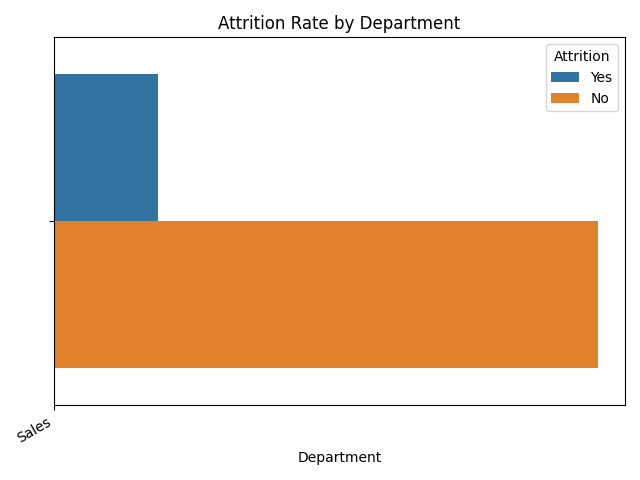 Attrition Rate by Department
Attrition
Yes
No
Sales
Department